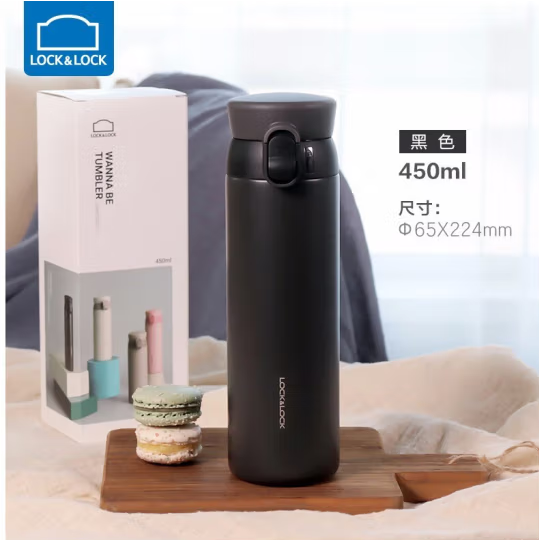 LOCK&LOCK
LOCK&LOCK
WANNA BE
TUMBLER
450ml
黑 色
450ml
尺寸：
Φ65X224mm
LOCK&LOCK